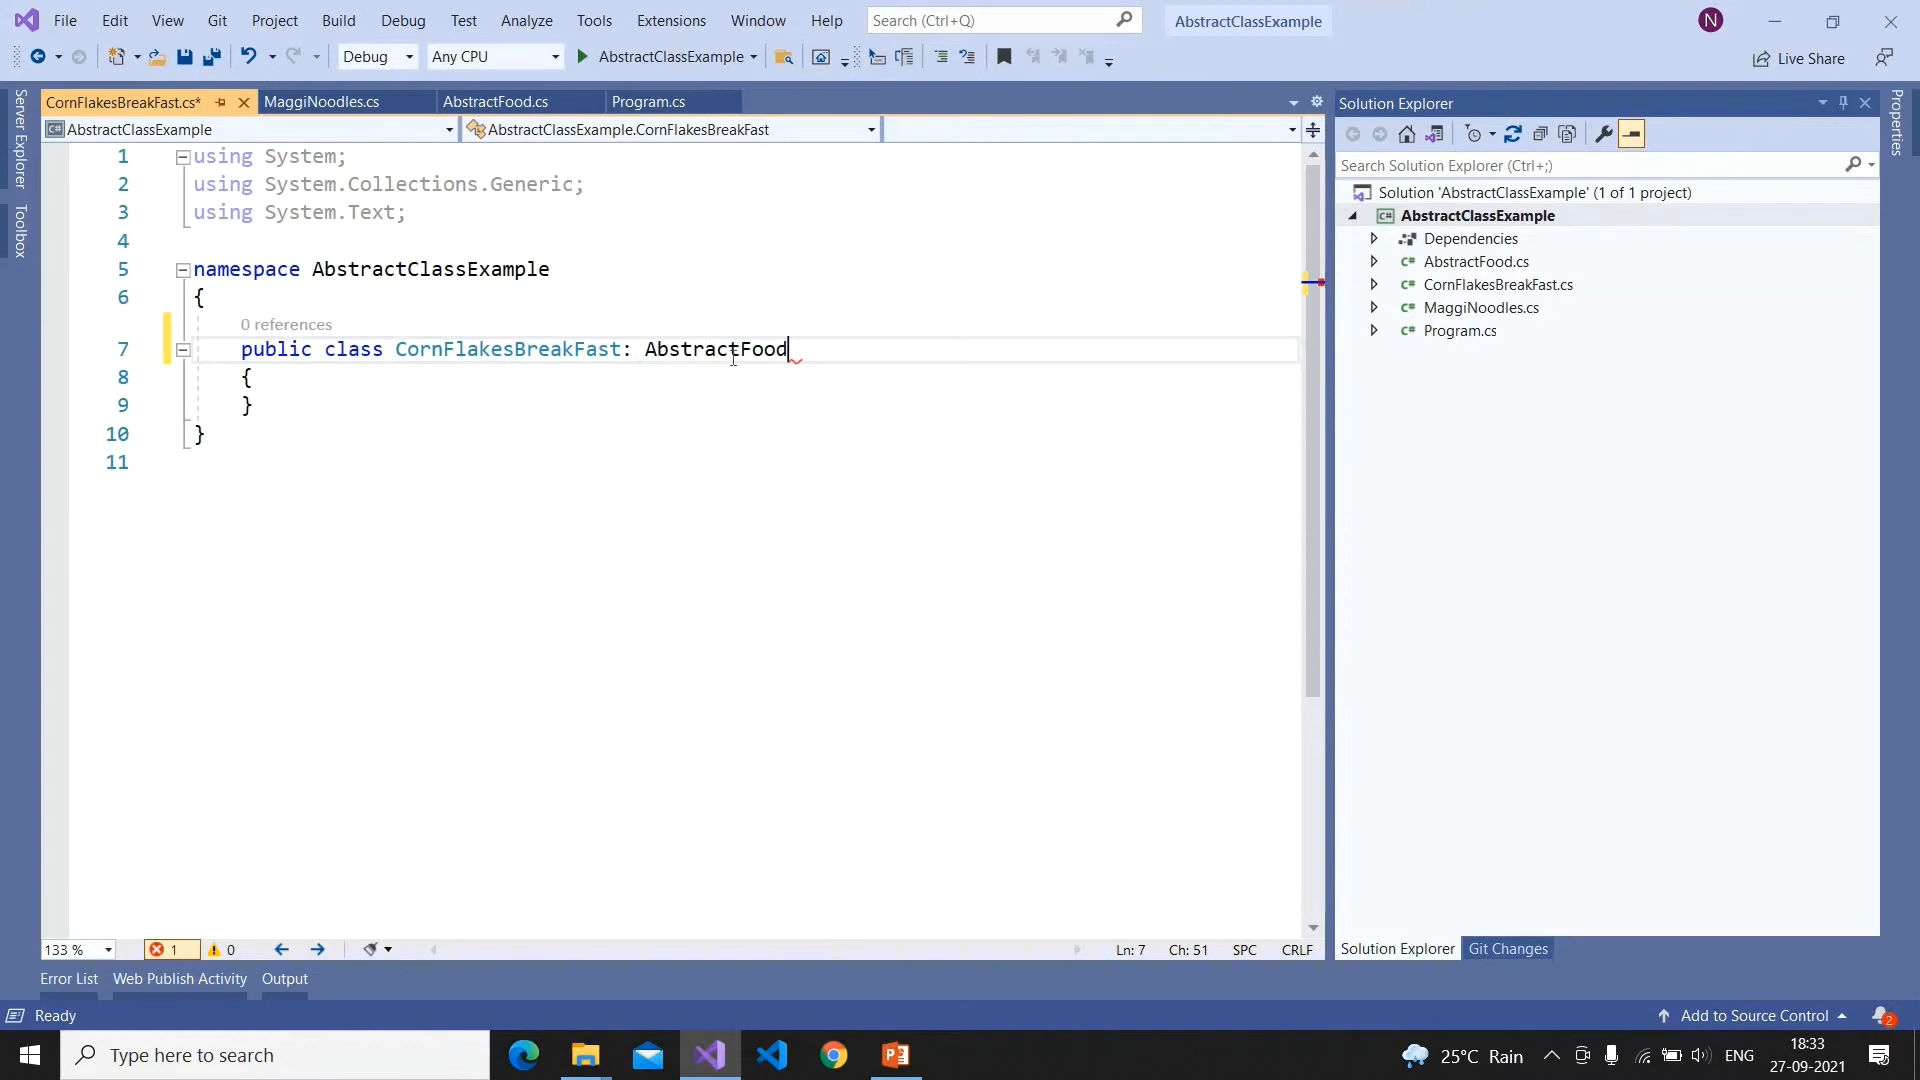 File Edit View Git Project Build Debug Test Analyze Tools Extensions Window Help Search (Ctrl+Q) AbstractClassExample N
Debug Any CPU AbstractClassExample Live Share
CornFlakesBreakFast.cs* MaggiNoodles.cs AbstractFood.cs Program.cs
C# AbstractClassExample AbstractClassExample.CornFlakesBreakFast
Server Explorer
Toolbox
1 using System;
2 using System.Collections.Generic;
3 using System.Text;
4
5 namespace AbstractClassExample
6 {
0 references
7 public class CornFlakesBreakFast: AbstractFood
8 {
9 }
10 }
11
133 % 1 0 Ln: 7 Ch: 51 SPC CRLF
Solution Explorer
Search Solution Explorer (Ctrl+;)
Solution 'AbstractClassExample' (1 of 1 project)
C# AbstractClassExample
Dependencies
C# AbstractFood.cs
C# CornFlakesBreakFast.cs
C# MaggiNoodles.cs
C# Program.cs
Solution Explorer Git Changes
Properties
Error List Web Publish Activity Output
Ready Add to Source Control 2
Type here to search 25°C Rain ENG 18:33
27-09-2021